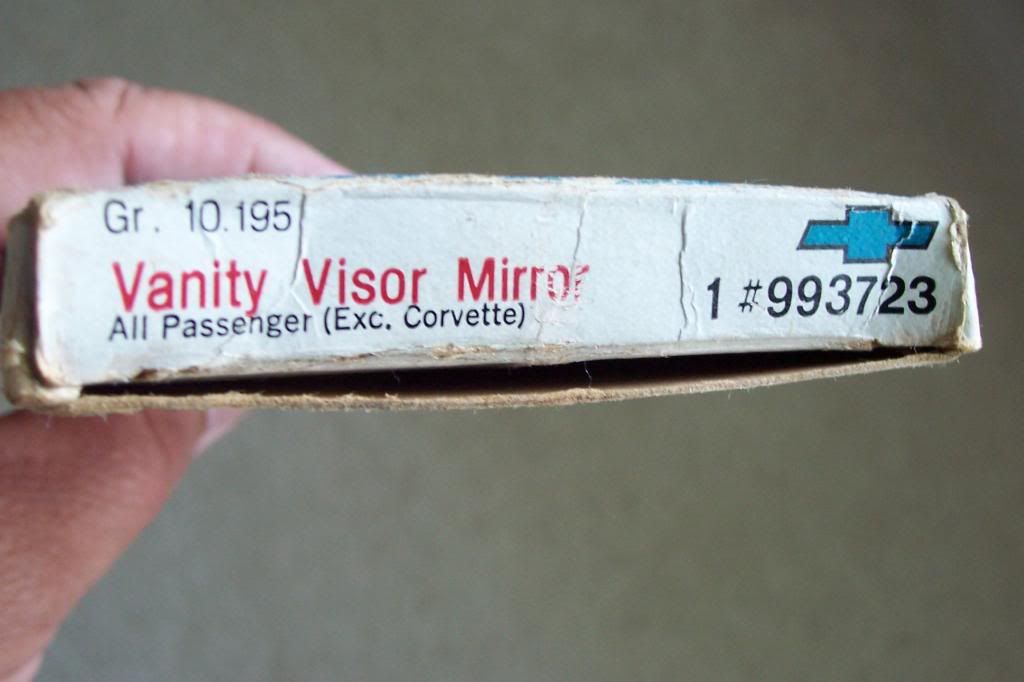 Gr. 10.195
Vanity Visor Mirror
All Passenger (Exc. Corvette)
1 #993723